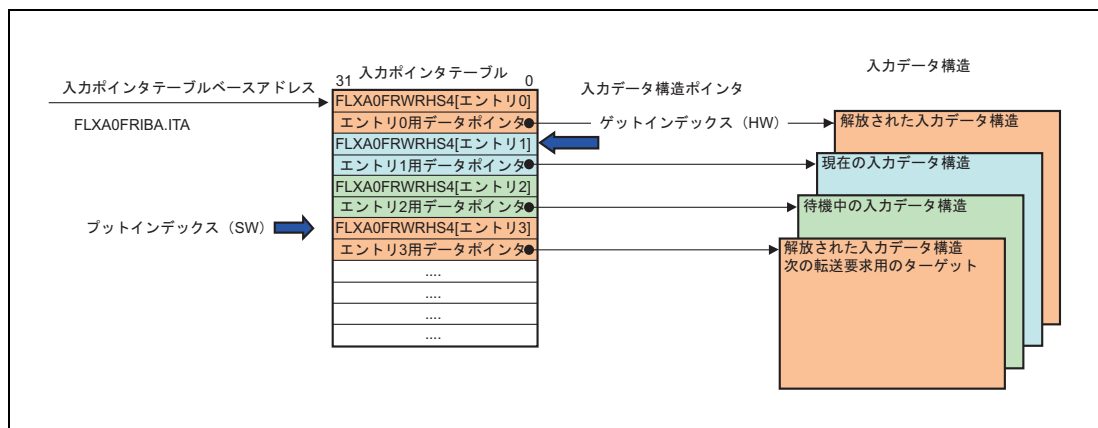 入力データ構造
入力ポインタテーブル
31 0
入力ポインタテーブルベースアドレス
入力データ構造ポインタ
FLXA0FRIBA.ITA
FLXA0FRWRHS4[エントリ0]
エントリ0用データポインタ
ゲットインデックス（HW）
解放された入力データ構造
FLXA0FRWRHS4[エントリ1]
エントリ1用データポインタ
現在の入力データ構造
FLXA0FRWRHS4[エントリ2]
エントリ2用データポインタ
待機中の入力データ構造
プットインデックス（SW）
FLXA0FRWRHS4[エントリ3]
エントリ3用データポインタ
解放された入力データ構造
次の転送要求用のターゲット
....
....
....
....